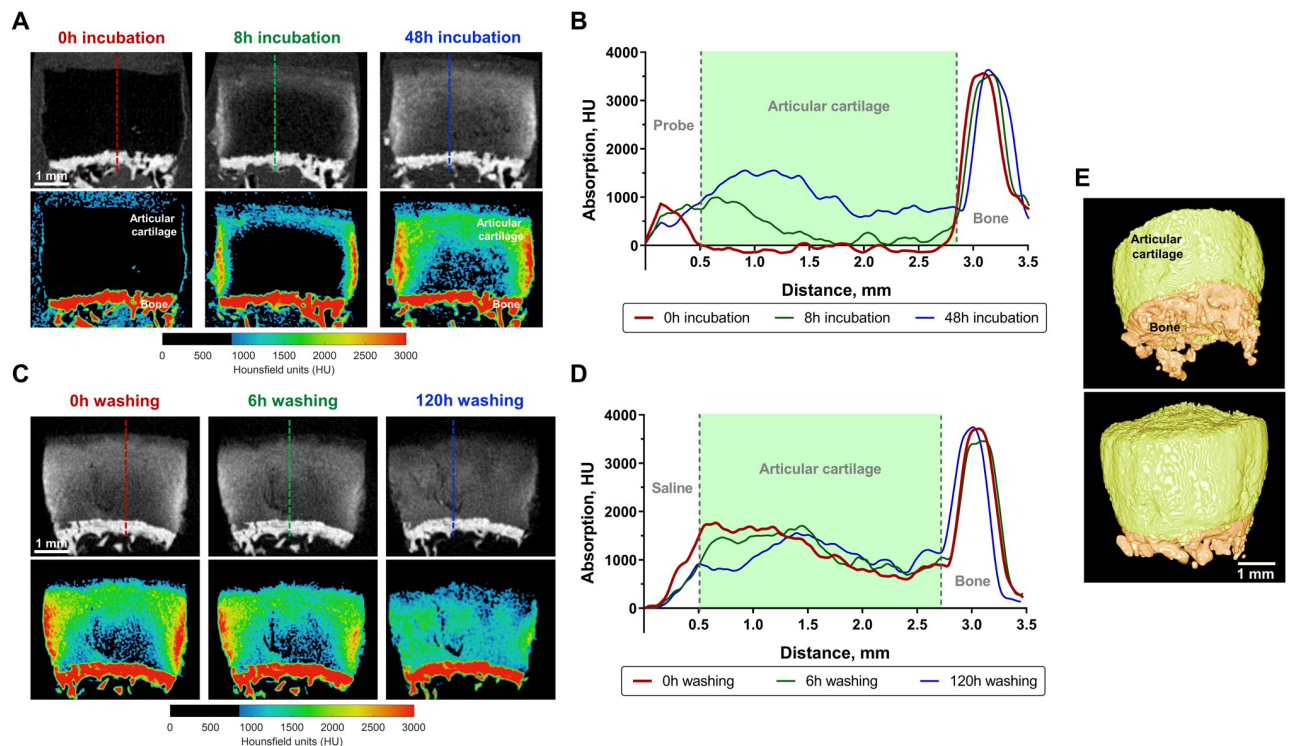 A
0h incubation
8h incubation
48h incubation
1 mm
Articular
cartilage
Bone
Articular
cartilage
Bone
0 500 1000 1500 2000 2500 3000
Hounsfield units (HU)
B
Absorption, HU
4000
3000
2000
1000
0
Probe
Articular cartilage
Bone
0.5 1.0 1.5 2.0 2.5 3.0 3.5
Distance, mm
0h incubation 8h incubation 48h incubation
C
0h washing
6h washing
120h washing
1 mm
0 500 1000 1500 2000 2500 3000
Hounsfield units (HU)
D
Absorption, HU
4000
3000
2000
1000
0
Saline
Articular cartilage
Bone
0.5 1.0 1.5 2.0 2.5 3.0 3.5
Distance, mm
0h washing 6h washing 120h washing
E
Articular
cartilage
Bone
1 mm